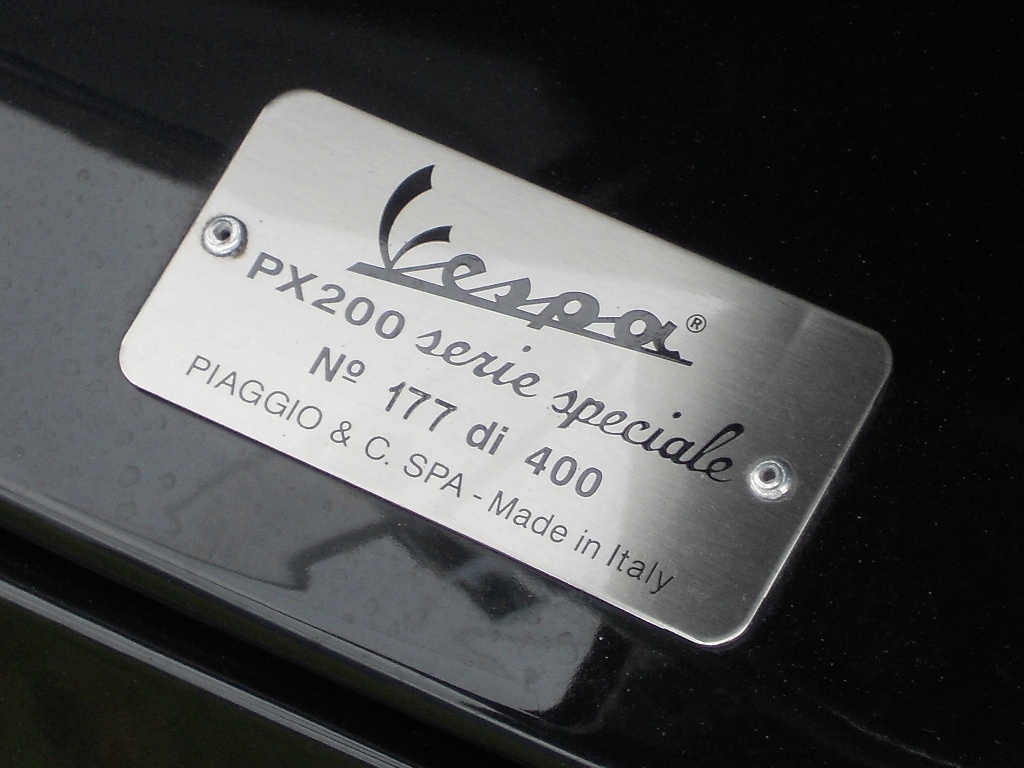 Vespa®
PX200 serie speciale
Nº 177 di 400
PIAGGIO & C. SPA - Made in Italy